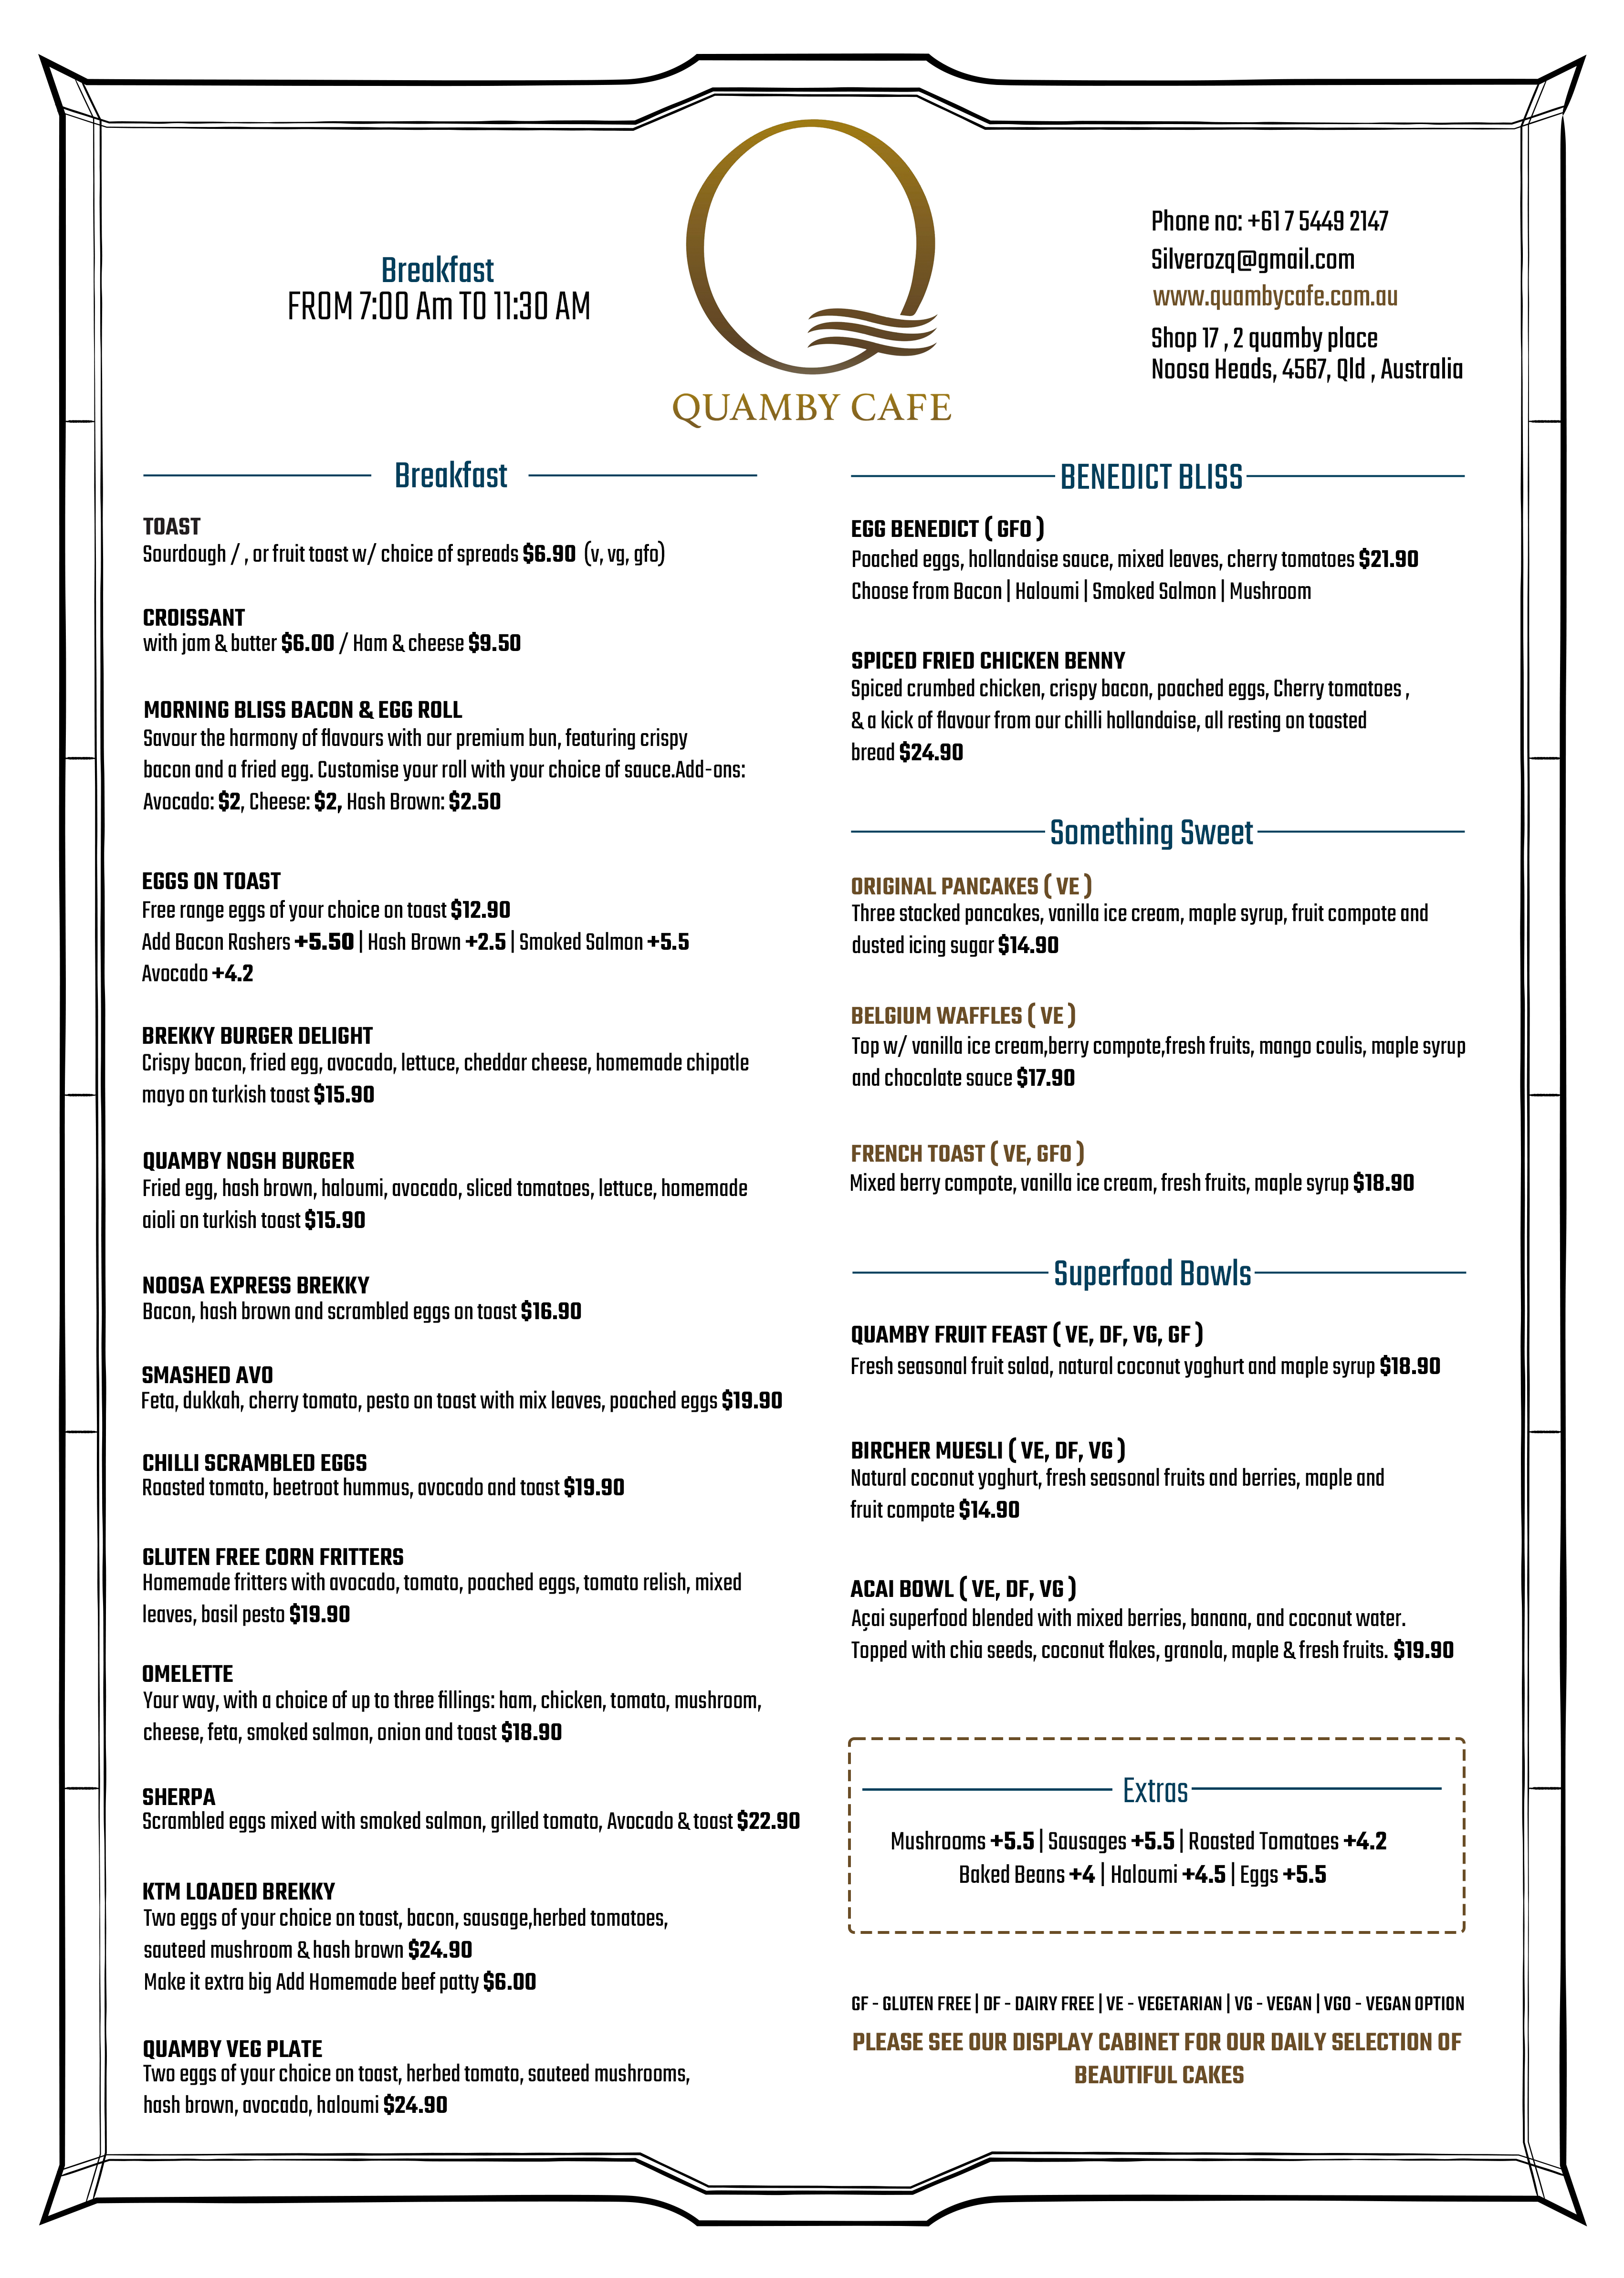 Breakfast
FROM 7:00 Am TO 11:30 AM
QUAMBY CAFE
Phone no: +61 7 5449 2147
Silverozq@gmail.com
www.quambycafe.com.au
Shop 17 , 2 quamby place
Noosa Heads, 4567, Qld , Australia
Breakfast
TOAST
Sourdough / , or fruit toast w/ choice of spreads $6.90 (v, vg, gfo)
CROISSANT
with jam & butter $6.00 / Ham & cheese $9.50
MORNING BLISS BACON & EGG ROLL
Savour the harmony of flavours with our premium bun, featuring crispy
bacon and a fried egg. Customise your roll with your choice of sauce.Add-ons:
Avocado: $2, Cheese: $2, Hash Brown: $2.50
EGGS ON TOAST
Free range eggs of your choice on toast $12.90
Add Bacon Rashers +5.50 | Hash Brown +2.5 | Smoked Salmon +5.5
Avocado +4.2
BREKKY BURGER DELIGHT
Crispy bacon, fried egg, avocado, lettuce, cheddar cheese, homemade chipotle
mayo on turkish toast $15.90
QUAMBY NOSH BURGER
Fried egg, hash brown, haloumi, avocado, sliced tomatoes, lettuce, homemade
aioli on turkish toast $15.90
NOOSA EXPRESS BREKKY
Bacon, hash brown and scrambled eggs on toast $16.90
SMASHED AVO
Feta, dukkah, cherry tomato, pesto on toast with mix leaves, poached eggs $19.90
CHILLI SCRAMBLED EGGS
Roasted tomato, beetroot hummus, avocado and toast $19.90
GLUTEN FREE CORN FRITTERS
Homemade fritters with avocado, tomato, poached eggs, tomato relish, mixed
leaves, basil pesto $19.90
OMELETTE
Your way, with a choice of up to three fillings: ham, chicken, tomato, mushroom,
cheese, feta, smoked salmon, onion and toast $18.90
SHERPA
Scrambled eggs mixed with smoked salmon, grilled tomato, Avocado & toast $22.90
KTM LOADED BREKKY
Two eggs of your choice on toast, bacon, sausage,herbed tomatoes,
sauteed mushroom & hash brown $24.90
Make it extra big Add Homemade beef patty $6.00
QUAMBY VEG PLATE
Two eggs of your choice on toast, herbed tomato, sauteed mushrooms,
hash brown, avocado, haloumi $24.90
BENEDICT BLISS
EGG BENEDICT ( GFO )
Poached eggs, hollandaise sauce, mixed leaves, cherry tomatoes $21.90
Choose from Bacon | Haloumi | Smoked Salmon | Mushroom
SPICED FRIED CHICKEN BENNY
Spiced crumbed chicken, crispy bacon, poached eggs, Cherry tomatoes ,
& a kick of flavour from our chilli hollandaise, all resting on toasted
bread $24.90
Something Sweet
ORIGINAL PANCAKES ( VE )
Three stacked pancakes, vanilla ice cream, maple syrup, fruit compote and
dusted icing sugar $14.90
BELGIUM WAFFLES ( VE )
Top w/ vanilla ice cream,berry compote,fresh fruits, mango coulis, maple syrup
and chocolate sauce $17.90
FRENCH TOAST ( VE, GFO )
Mixed berry compote, vanilla ice cream, fresh fruits, maple syrup $18.90
Superfood Bowls
QUAMBY FRUIT FEAST ( VE, DF, VG, GF )
Fresh seasonal fruit salad, natural coconut yoghurt and maple syrup $18.90
BIRCHER MUESLI ( VE, DF, VG )
Natural coconut yoghurt, fresh seasonal fruits and berries, maple and
fruit compote $14.90
ACAI BOWL ( VE, DF, VG )
Açai superfood blended with mixed berries, banana, and coconut water.
Topped with chia seeds, coconut flakes, granola, maple & fresh fruits. $19.90
Extras
Mushrooms +5.5 | Sausages +5.5 | Roasted Tomatoes +4.2
Baked Beans +4 | Haloumi +4.5 | Eggs +5.5
GF - GLUTEN FREE | DF - DAIRY FREE | VE - VEGETARIAN | VG - VEGAN | VGO - VEGAN OPTION
PLEASE SEE OUR DISPLAY CABINET FOR OUR DAILY SELECTION OF
BEAUTIFUL CAKES